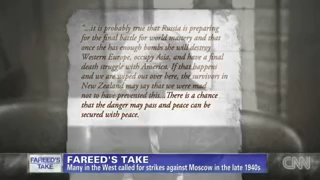 "...it is probably true that Russia is preparing
for the final battle for world mastery and that
once she has enough bombs she will destroy
Western Europe, occupy Asia, and have a final
death struggle with America. If that happens
and we are wiped out over here, the survivors in
New Zealand may say that we were mad
not to have prevented this...There is a chance
that the danger may pass and peace can be
secured with peace.
FAREED'S TAKE
FAREED'S
TAKE
Many in the West called for strikes against Moscow in the late 1940s
CNN